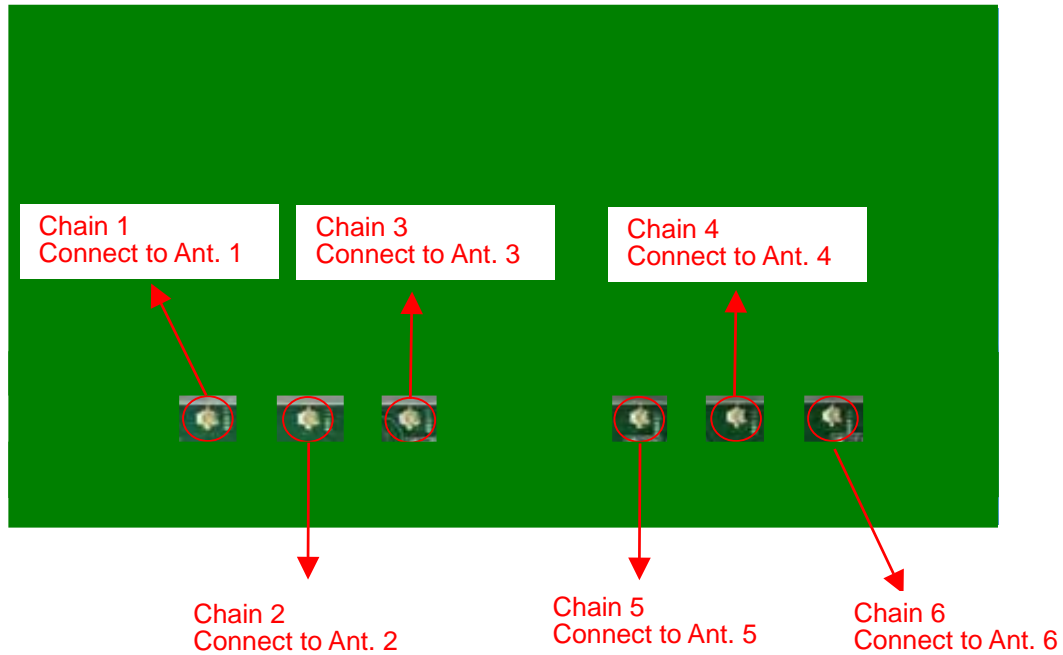 Chain 1
Connect to Ant. 1
Chain 3
Connect to Ant. 3
Chain 4
Connect to Ant. 4
Chain 2
Connect to Ant. 2
Chain 5
Connect to Ant. 5
Chain 6
Connect to Ant. 6